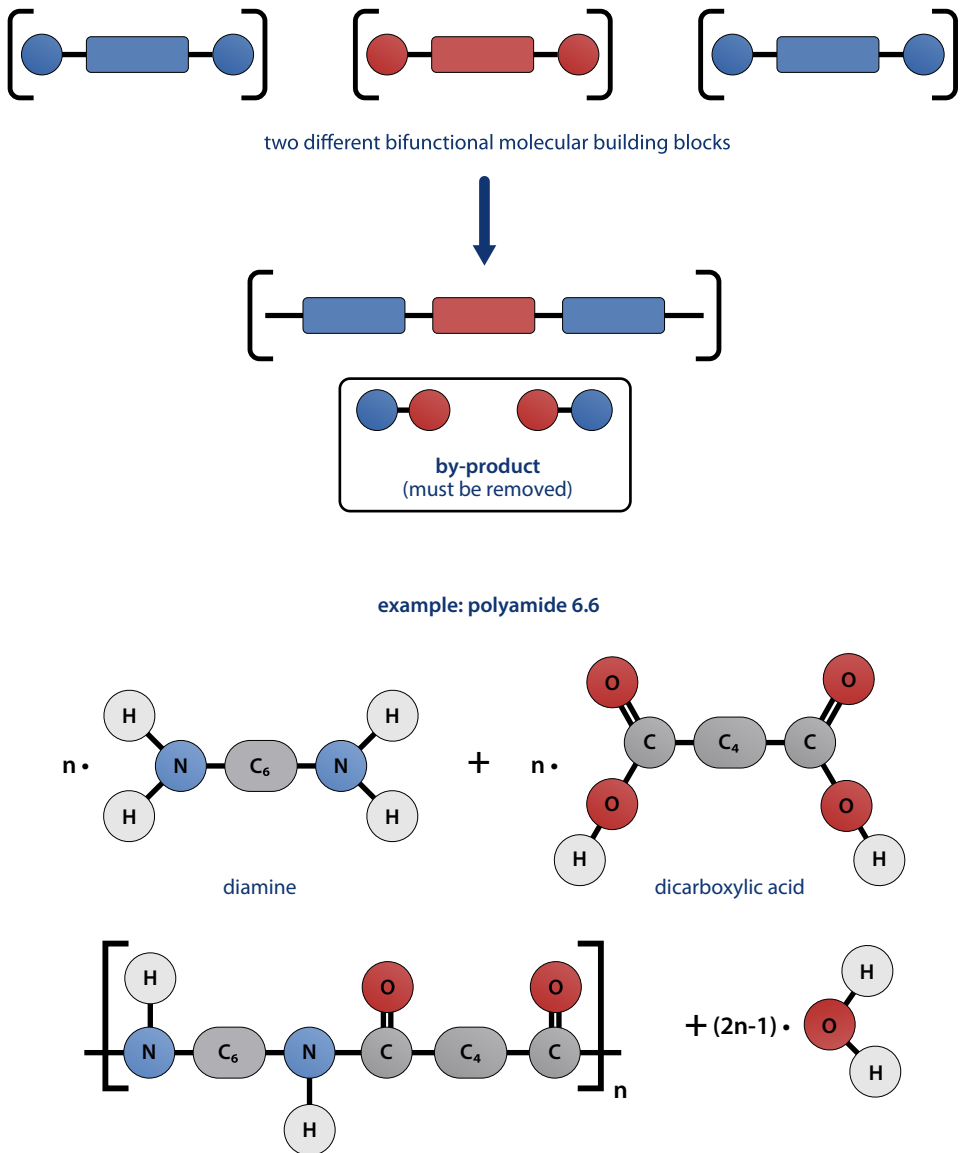 two different bifunctional molecular building blocks
by-product
(must be removed)
example: polyamide 6.6
H H O O
n • N C₆ N + n • C C₄ C
H H O O
H H
diamine dicarboxylic acid
H O O H
N C₆ N C C₄ C + (2n-1) • O
n
H H